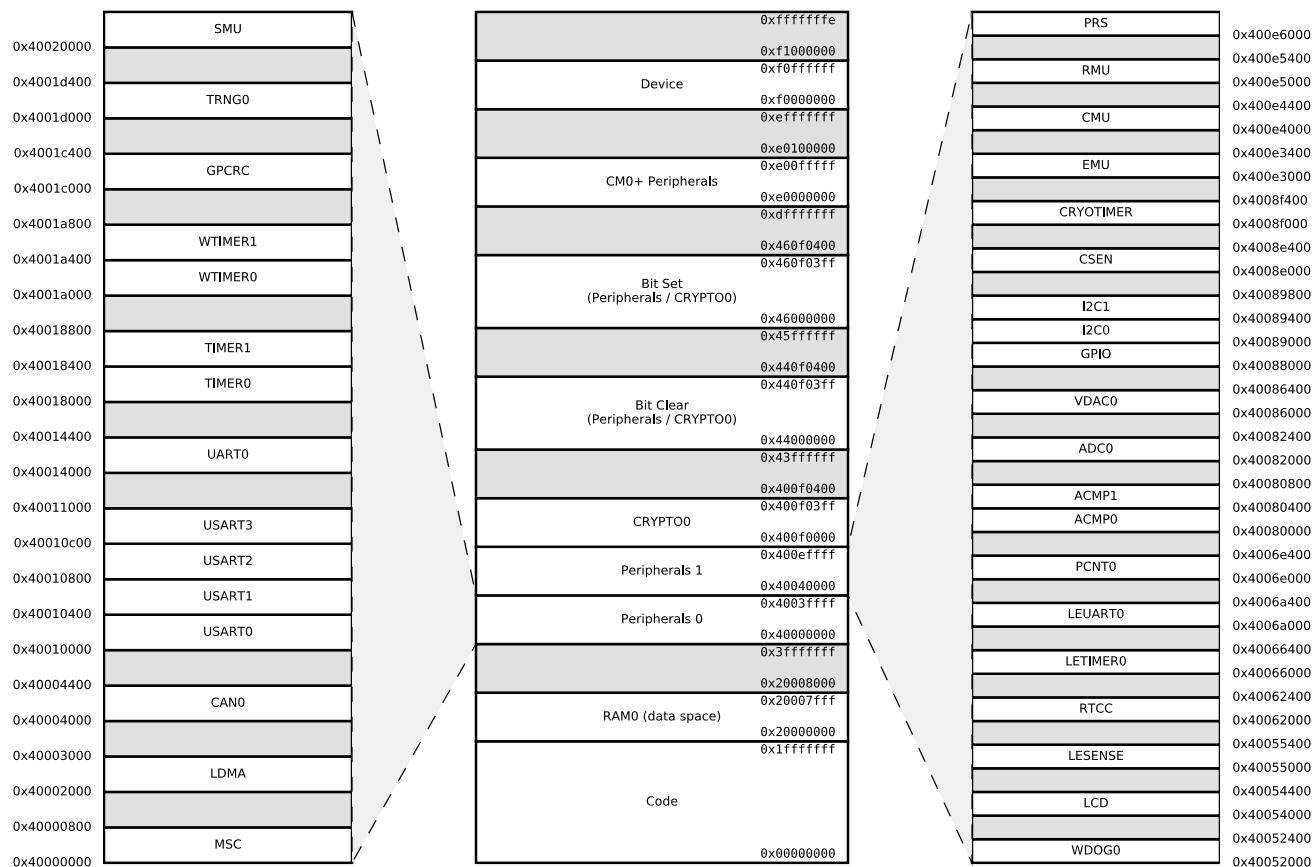 SMU
0x40020000
0x4001d400
TRNG0
0x4001d000
0x4001c400
GPCRC
0x4001c000
0x4001a800
WTIMER1
0x4001a400
WTIMER0
0x4001a000
0x40018800
TIMER1
0x40018400
TIMER0
0x40018000
0x40014400
UART0
0x40014000
0x40011000
USART3
0x40010c00
USART2
0x40010800
USART1
0x40010400
USART0
0x40010000
0x40004400
CAN0
0x40004000
0x40003000
LDMA
0x40002000
0x40000800
MSC
0x40000000
0xfffffffe
0xf1000000
0xf0ffffff
Device
0xf0000000
0xefffffff
0xe0100000
0xe00fffff
CM0+ Peripherals
0xe0000000
0xdfffffff
0x460f0400
0x460f03ff
Bit Set
(Peripherals / CRYPTO0)
0x46000000
0x45ffffff
0x440f0400
0x440f03ff
Bit Clear
(Peripherals / CRYPTO0)
0x44000000
0x43ffffff
0x400f0400
0x400f03ff
CRYPTO0
0x400f0000
0x400effff
Peripherals 1
0x40040000
0x4003ffff
Peripherals 0
0x40000000
0x3fffffff
0x20008000
0x20007fff
RAM0 (data space)
0x20000000
0x1fffffff
Code
0x00000000
PRS
0x400e6000
0x400e5400
RMU
0x400e5000
0x400e4400
CMU
0x400e4000
0x400e3400
EMU
0x400e3000
0x4008f400
CRYOTIMER
0x4008f000
0x4008e400
CSEN
0x4008e000
0x40089800
I2C1
0x40089400
I2C0
0x40089000
GPIO
0x40088000
0x40086400
VDAC0
0x40086000
0x40082400
ADC0
0x40082000
0x40080800
ACMP1
0x40080400
ACMP0
0x40080000
0x4006e400
PCNT0
0x4006e000
0x4006a400
LEUART0
0x4006a000
0x40066400
LETIMER0
0x40066000
0x40062400
RTCC
0x40062000
0x40055400
LESENSE
0x40055000
0x40054400
LCD
0x40054000
0x40052400
WDOG0
0x40052000